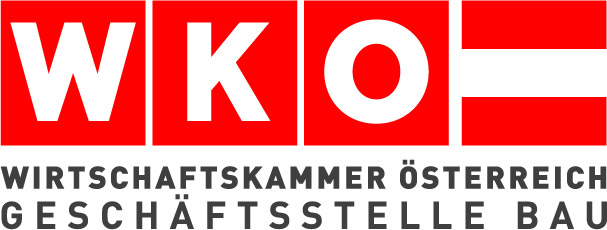 WKO
WIRTSCHAFTSKAMMER ÖSTERREICH
GESCHÄFTSSTELLE BAU